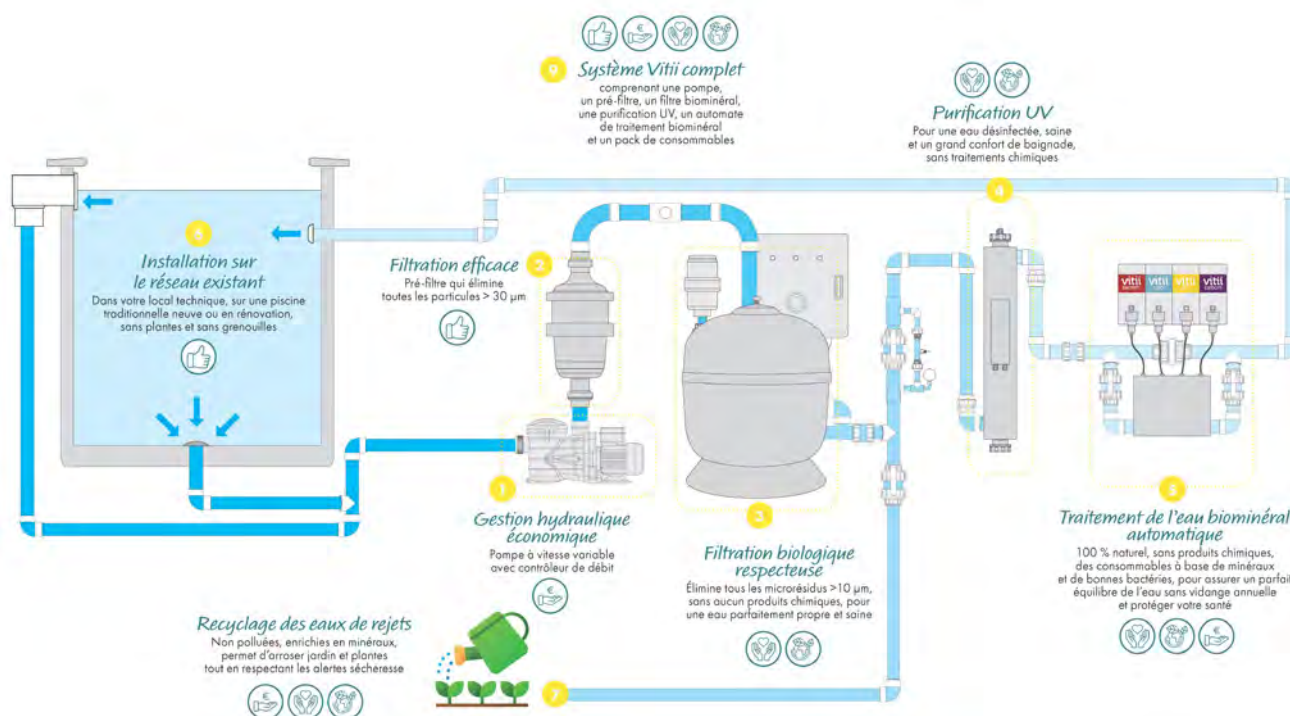 9
Système Vitii complet
comprenant une pompe,
un pré-filtre, un filtre biominéral,
une purification UV, un automate
de traitement biominéral
et un pack de consommables
Purification UV
Pour une eau désinfectée, saine
et un grand confort de baignade,
sans traitements chimiques
4
Installation sur
le réseau existant
Dans votre local technique, sur une piscine
traditionnelle neuve ou en rénovation,
sans plantes et sans grenouilles
Filtration efficace
Pré-filtre qui élimine
toutes les particules > 30 µm
2
vitii
vitii
vitii
vitii
1
Gestion hydraulique
économique
Pompe à vitesse variable
avec contrôleur de débit
3
Filtration biologique
respecteuse
Élimine tous les microrésidus >10 µm,
sans aucun produits chimiques, pour
une eau parfaitement propre et saine
5
Traitement de l'eau biominéral
automatique
100 % naturel, sans produits chimiques,
des consommables à base de minéraux
et de bonnes bactéries, pour assurer un parfait
équilibre de l'eau sans vidange annuelle
et protéger votre santé
Recyclage des eaux de rejets
Non polluées, enrichies en minéraux,
permet d'arroser jardin et plantes
tout en respectant les alertes sécheresse
7